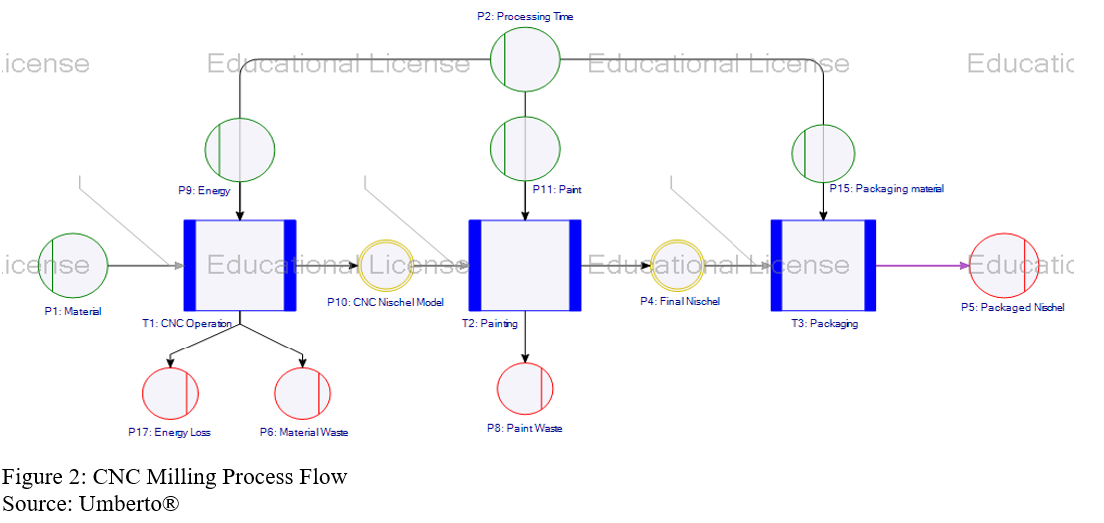 P2: Processing Time
icense
Educational License
Educational License
Educatic
P9: Energy
P11: Paint
P15: Packaging material
icense
Educational License
Educational License
Educatic
P1: Material
P10: CNC Nischel Model
P4: Final Nischel
P5: Packaged Nischel
T1: CNC Operation
T2: Painting
T3: Packaging
P17: Energy Loss
P6: Material Waste
P8: Paint Waste
Figure 2: CNC Milling Process Flow
Source: Umberto®